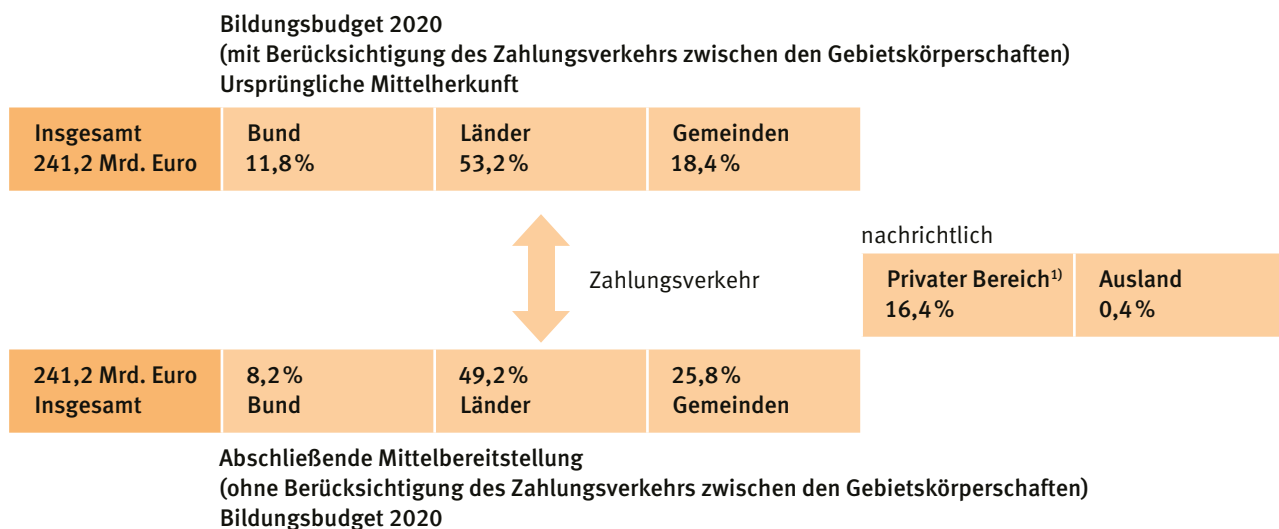 Bildungsbudget 2020
(mit Berücksichtigung des Zahlungsverkehrs zwischen den Gebietskörperschaften)
Ursprüngliche Mittelherkunft
Insgesamt
241,2 Mrd. Euro
Bund
11,8%
Länder
53,2%
Gemeinden
18,4%
Zahlungsverkehr
nachrichtlich
Privater Bereich¹⁾
16,4%
Ausland
0,4%
241,2 Mrd. Euro
Insgesamt
8,2%
Bund
49,2%
Länder
25,8%
Gemeinden
Abschließende Mittelbereitstellung
(ohne Berücksichtigung des Zahlungsverkehrs zwischen den Gebietskörperschaften)
Bildungsbudget 2020